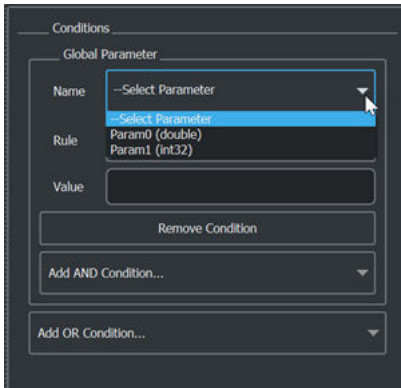 Conditions
Global Parameter
Name --Select Parameter
--Select Parameter
Param0 (double)
Rule
Param1 (int32)
Value
Remove Condition
Add AND Condition...
Add OR Condition...